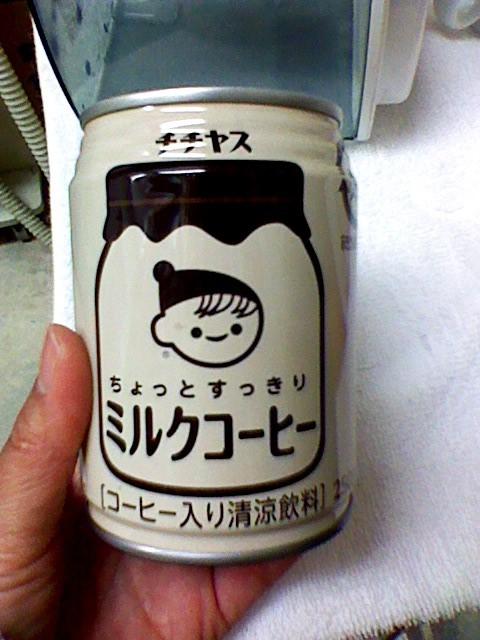 チチヤス
ちょっとすっきり
ミルクコーヒー
[コーヒー入り清涼飲料]